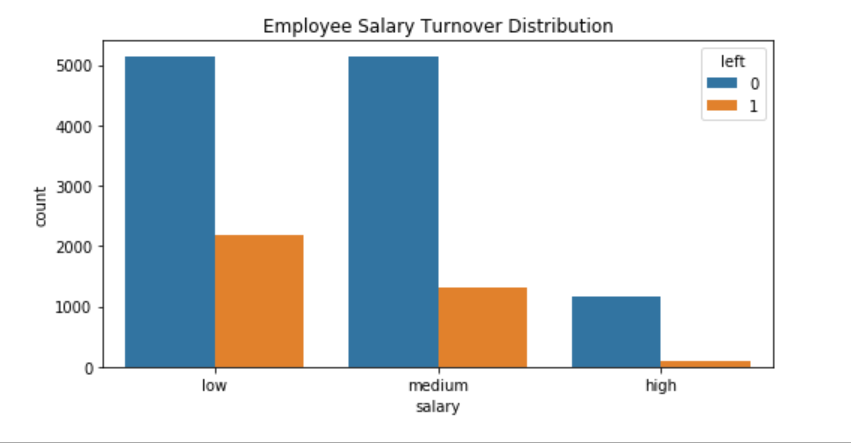 Employee Salary Turnover Distribution
left
0
1
5000
4000
3000
2000
1000
0
count
low medium high
salary